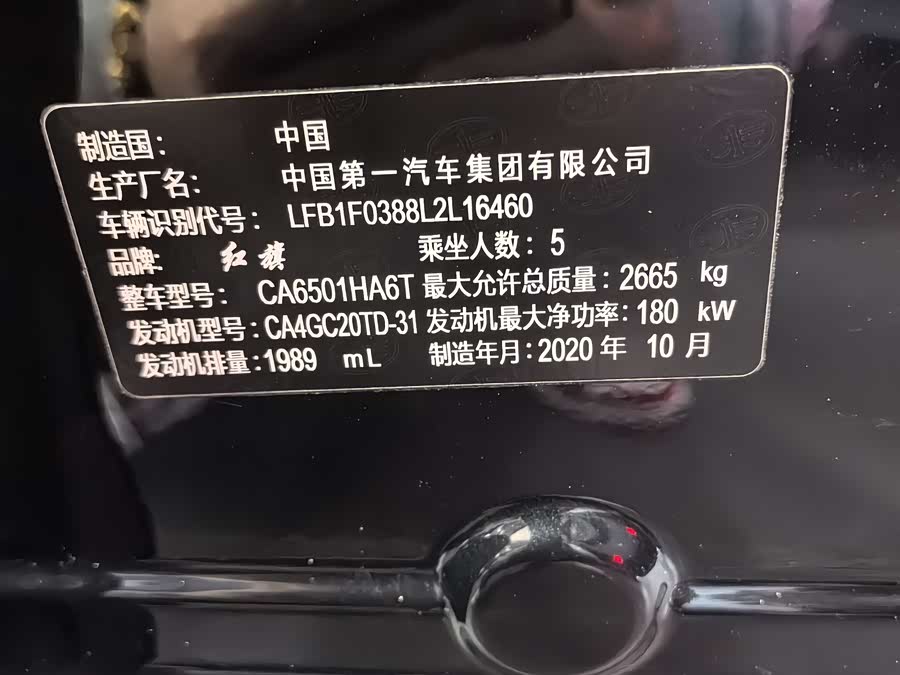 制造国： 中国
生产厂名： 中国第一汽车集团有限公司
车辆识别代号： LFB1F0388L2L16460
品牌: 红旗 乘坐人数：5
整车型号： CA6501HA6T 最大允许总质量：2665 kg
发动机型号：CA4GC20TD-31 发动机最大净功率：180 kW
发动机排量：1989 mL 制造年月：2020 年 10 月